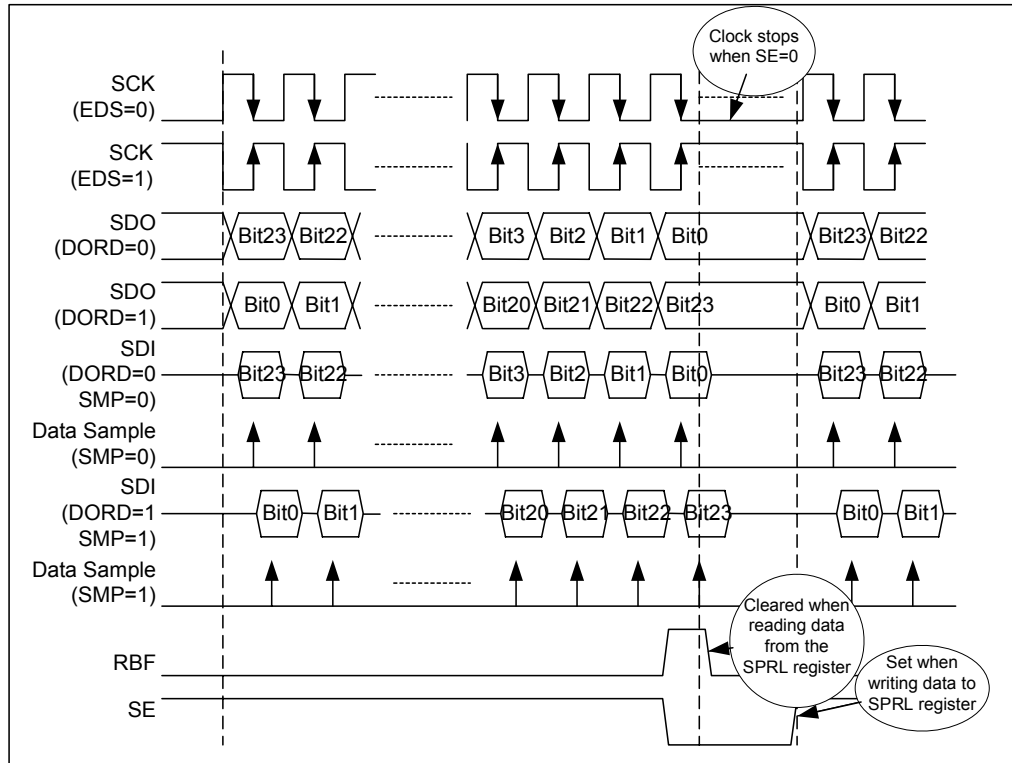 Clock stops
when SE=0
SCK
(EDS=0)
SCK
(EDS=1)
SDO
(DORD=0)
Bit23 Bit22 Bit3 Bit2 Bit1 Bit0 Bit23 Bit22
SDO
(DORD=1)
Bit0 Bit1 Bit20 Bit21 Bit22 Bit23 Bit0 Bit1
SDI
(DORD=0
SMP=0)
Bit23 Bit22 Bit3 Bit2 Bit1 Bit0 Bit23 Bit22
Data Sample
(SMP=0)
SDI
(DORD=1
SMP=1)
Bit0 Bit1 Bit20 Bit21 Bit22 Bit23 Bit0 Bit1
Data Sample
(SMP=1)
Cleared when
reading data
from the
SPRL register
RBF
Set when
writing data to
SPRL register
SE